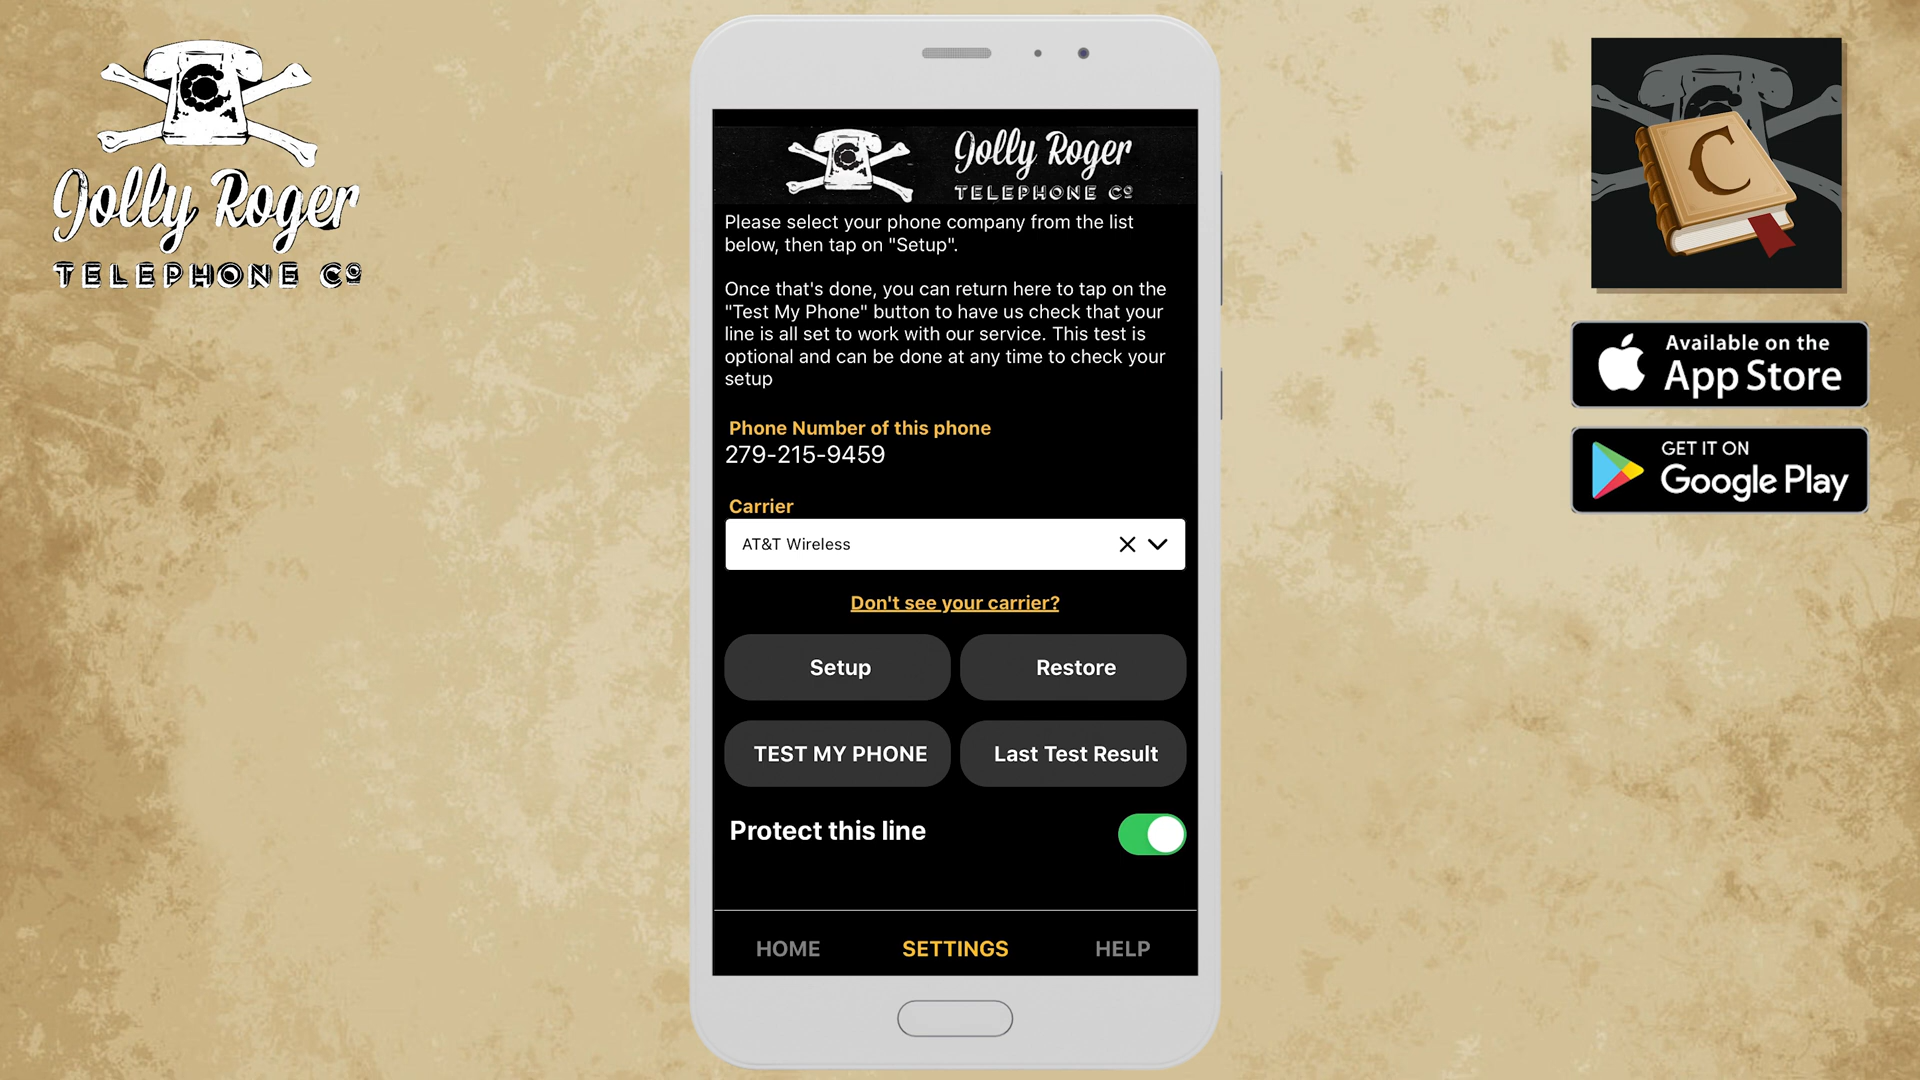 Jolly Roger
TELEPHONE Co
Jolly Roger
TELEPHONE Co
Please select your phone company from the list
below, then tap on "Setup".
Once that's done, you can return here to tap on the
"Test My Phone" button to have us check that your
line is all set to work with our service. This test is
optional and can be done at any time to check your
setup
Phone Number of this phone
279-215-9459
Carrier
AT&T Wireless
Don't see your carrier?
Setup
Restore
TEST MY PHONE
Last Test Result
Protect this line
HOME
SETTINGS
HELP
C
Available on the
App Store
GET IT ON
Google Play